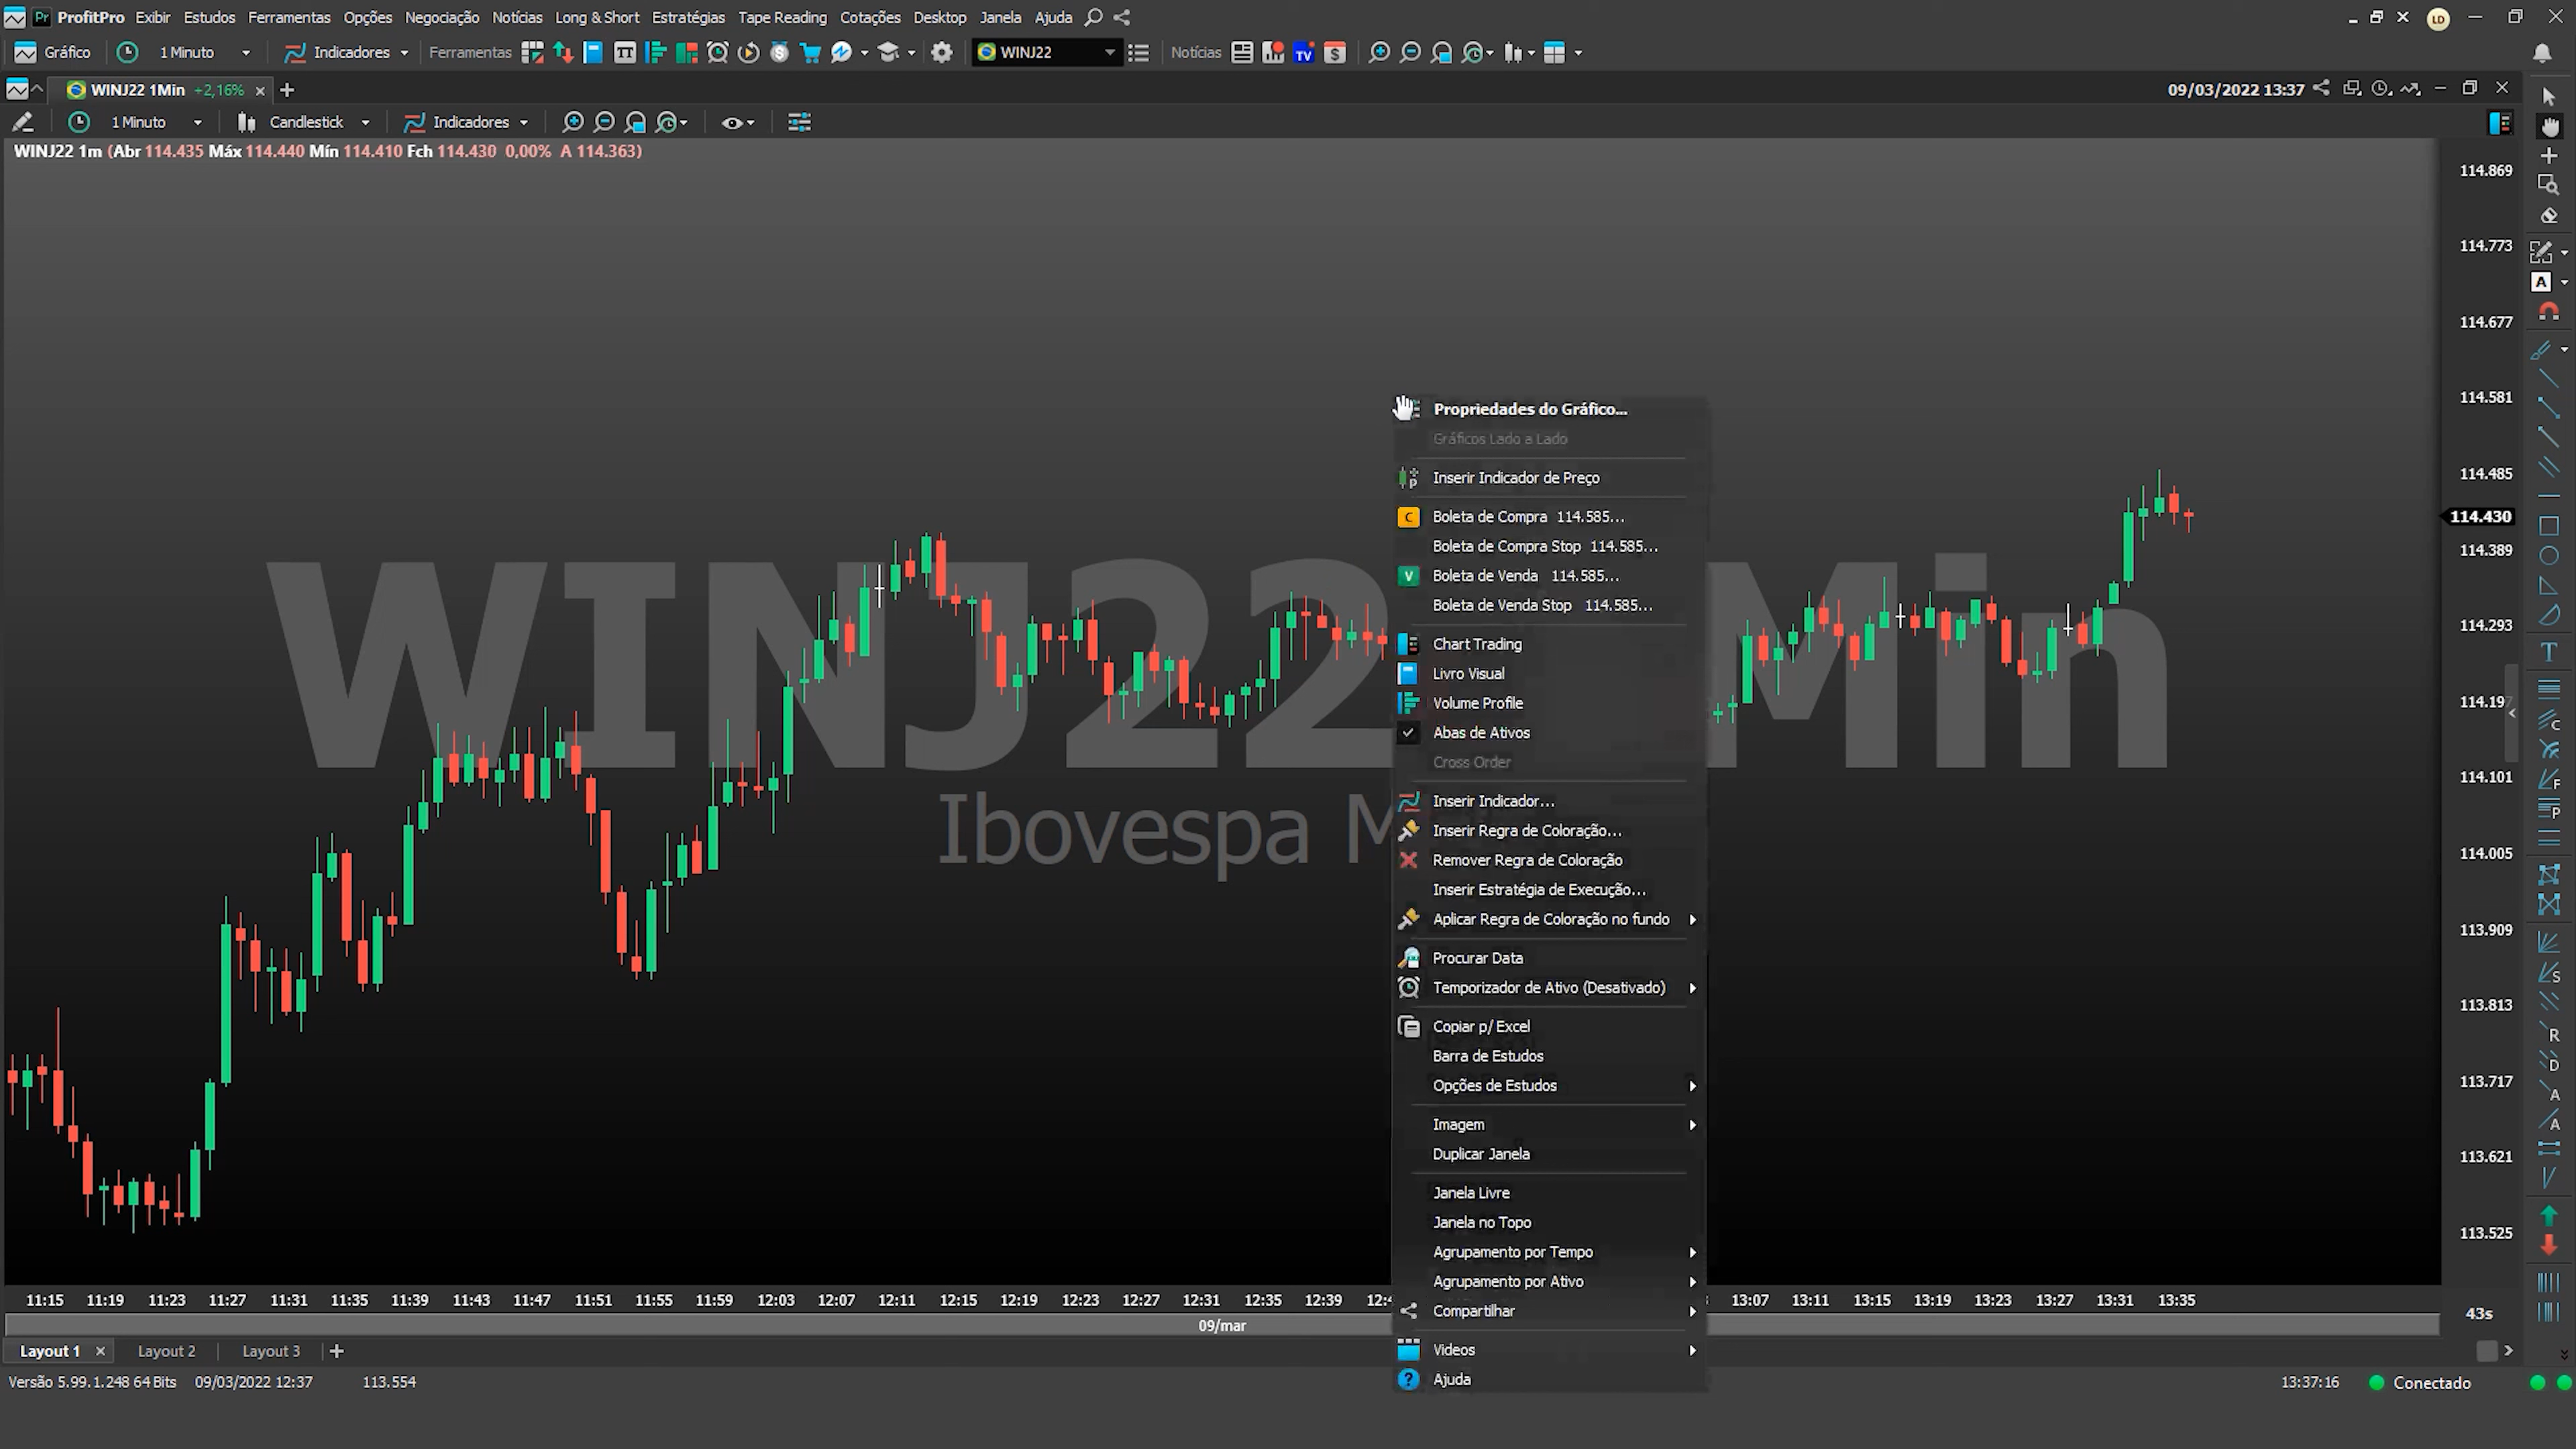 ProfitPro Exibir Estudos Ferramentas Opções Negociação Notícias Long & Short Estratégias Tape Reading Cotações Desktop Janela Ajuda LD
Gráfico 1 Minuto Indicadores Ferramentas WINJ22 Notícias
WINJ22 1Min +2,16% 09/03/2022 13:37
1 Minuto Candlestick Indicadores
WINJ22 1m (Abr 114.435 Máx 114.440 Mín 114.410 Fch 114.430 0,00% A 114.363)
114.869
114.773
114.677
114.581
114.485
114.430
114.389
114.293
114.197
114.101
114.005
113.909
113.813
113.717
113.621
113.525
WINJ22 Min
Ibovespa M
Propriedades do Gráfico...
Gráficos Lado a Lado
Inserir Indicador de Preço
Boleta de Compra 114.585...
Boleta de Compra Stop 114.585...
Boleta de Venda 114.585...
Boleta de Venda Stop 114.585...
Chart Trading
Livro Visual
Volume Profile
Abas de Ativos
Cross Order
Inserir Indicador...
Inserir Regra de Coloração...
Remover Regra de Coloração
Inserir Estratégia de Execução...
Aplicar Regra de Coloração no fundo
Procurar Data
Temporizador de Ativo (Desativado)
Copiar p/ Excel
Barra de Estudos
Opções de Estudos
Imagem
Duplicar Janela
Janela Livre
Janela no Topo
Agrupamento por Tempo
Agrupamento por Ativo
Compartilhar
Videos
Ajuda
11:15 11:19 11:23 11:27 11:31 11:35 11:39 11:43 11:47 11:51 11:55 11:59 12:03 12:07 12:11 12:15 12:19 12:23 12:27 12:31 12:35 12:39 12:4 13:07 13:11 13:15 13:19 13:23 13:27 13:31 13:35
43s
09/mar
Layout 1 Layout 2 Layout 3
Versão 5.99.1.248 64 Bits 09/03/2022 12:37 113.554 13:37:16 Conectado